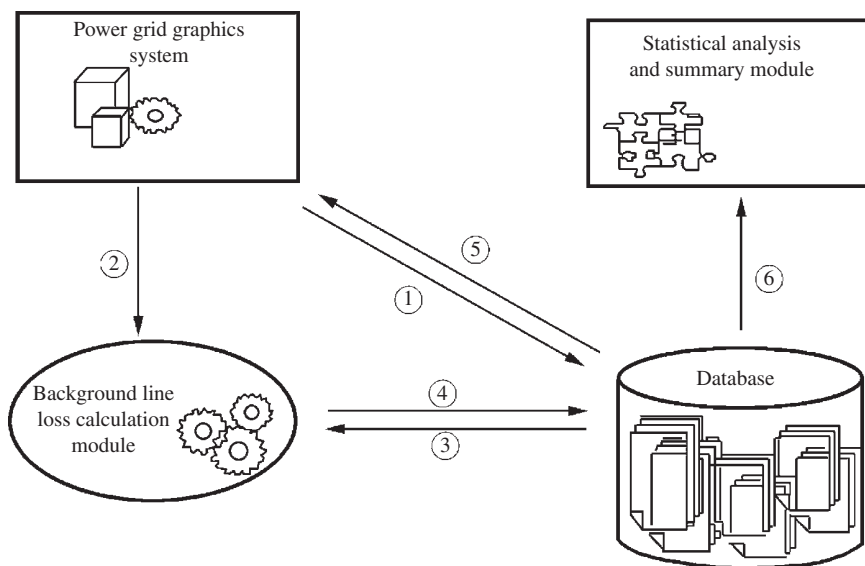 Power grid graphics
system
Statistical analysis
and summary module
②
⑤
①
⑥
Background line
loss calculation
module
④
③
Database